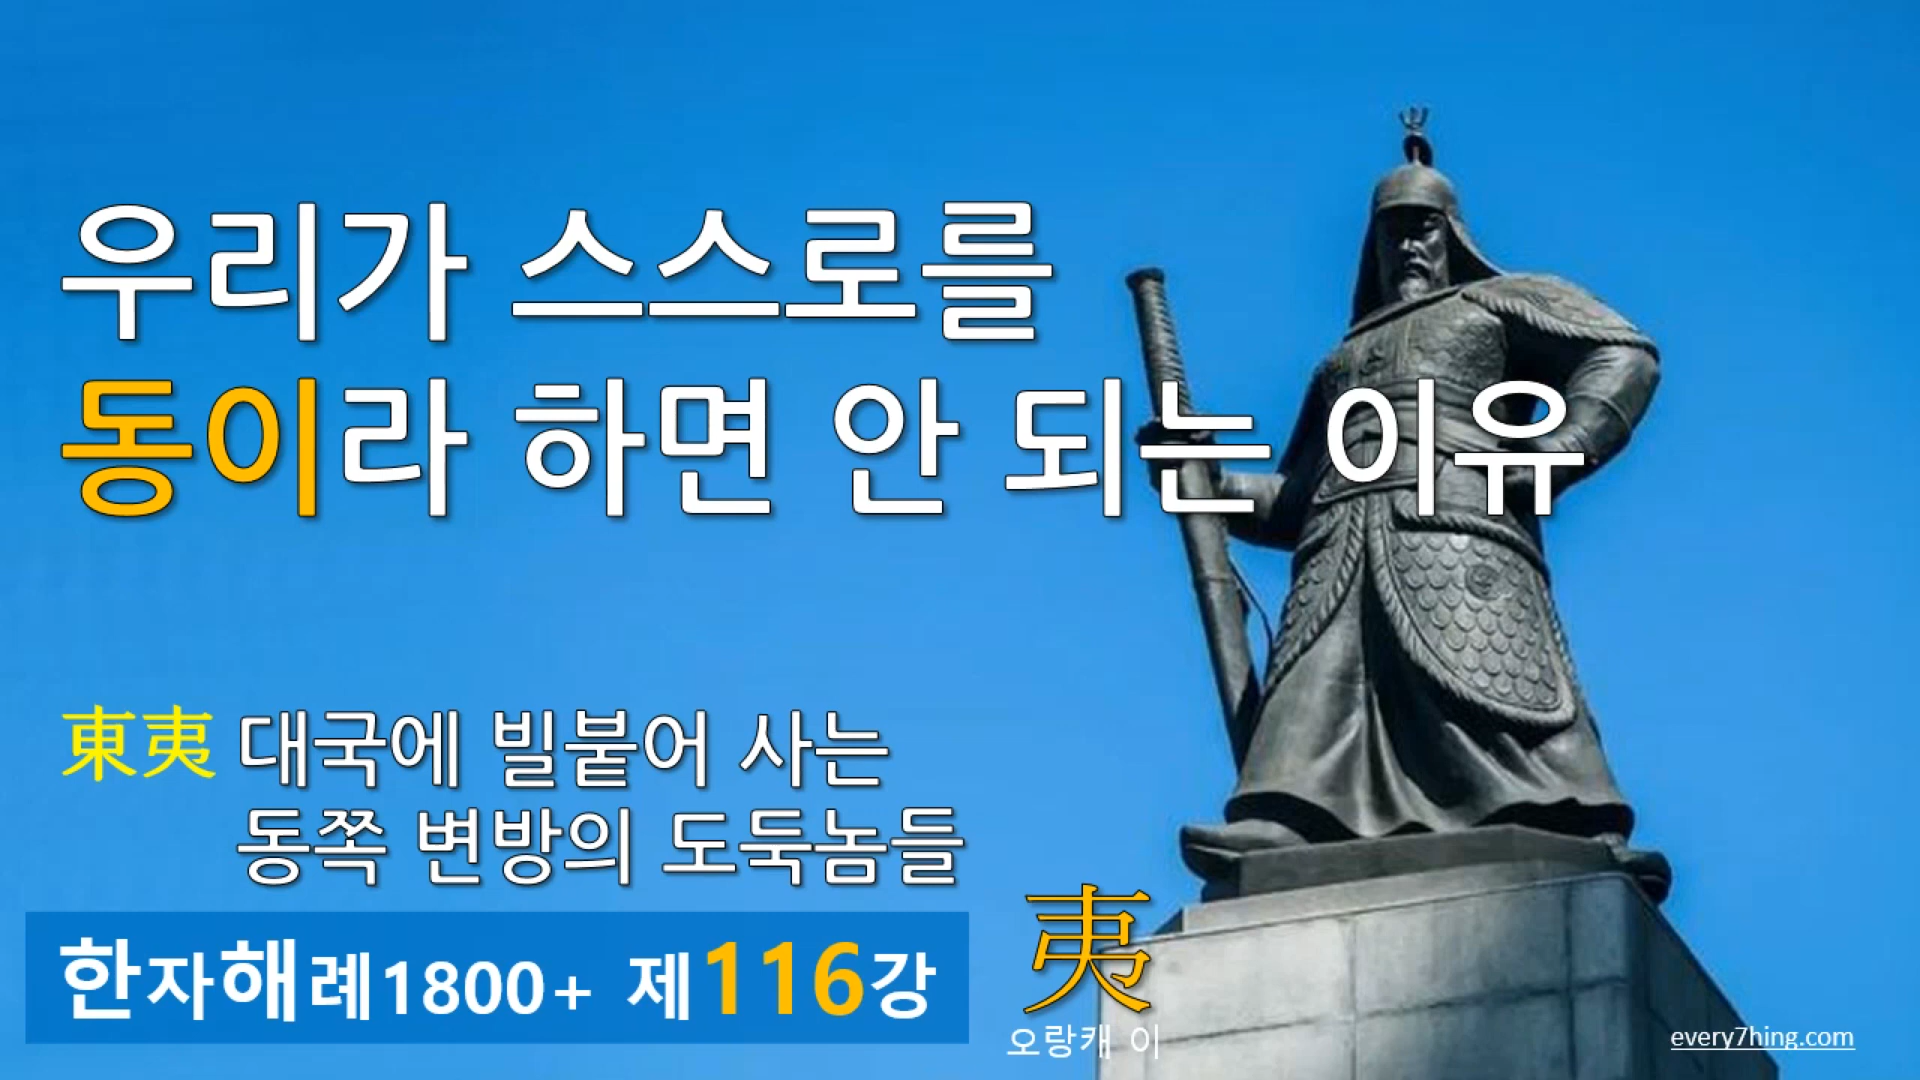 우리가 스스로를
동이라 하면 안 되는 이유
東夷 대국에 빌붙어 사는
동쪽 변방의 도둑놈들
한자해례1800+ 제116강
夷
오랑캐 이
every7hing.com